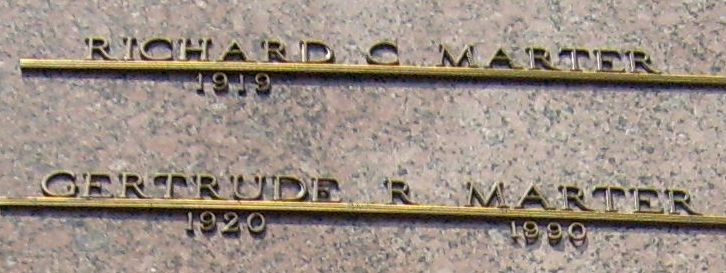 RICHARD C MARTER
1919
GERTRUDE R MARTER
1920 1990